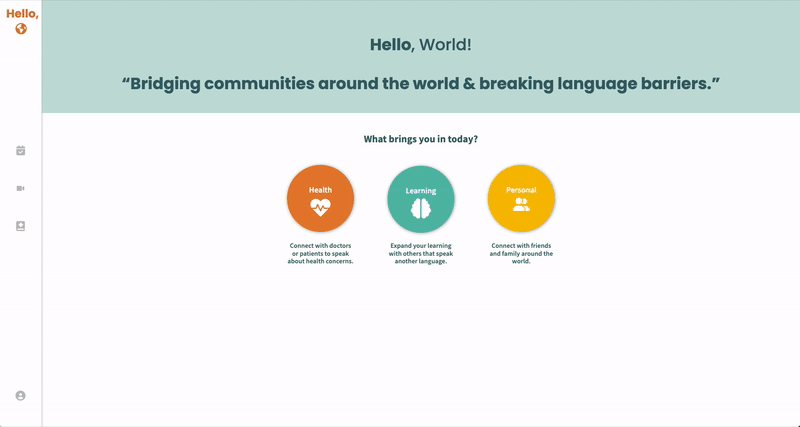 Hello,
Hello, World!
“Bridging communities around the world & breaking language barriers.”
What brings you in today?
Health
Learning
Personal
Connect with doctors
or patients to speak
about health concerns.
Expand your learning
with others that speak
another language.
Connect with friends
and family around the
world.